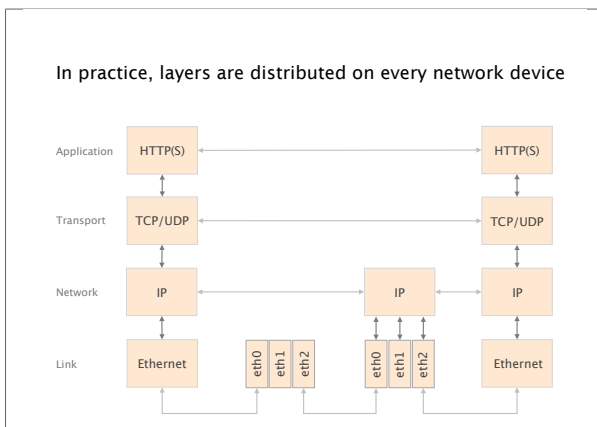 In practice, layers are distributed on every network device
Application HTTP(S) HTTP(S)
Transport TCP/UDP TCP/UDP
Network IP IP IP
Link Ethernet eth0 eth1 eth2 eth0 eth1 eth2 Ethernet